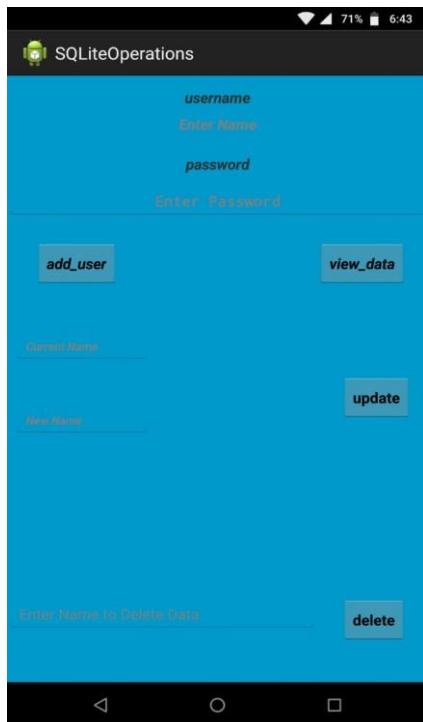 71% 6:43
SQLiteOperations
username
Enter Name
password
Enter Password
add_user view_data
Current Name
update
New Name
Enter Name to Delete Data
delete